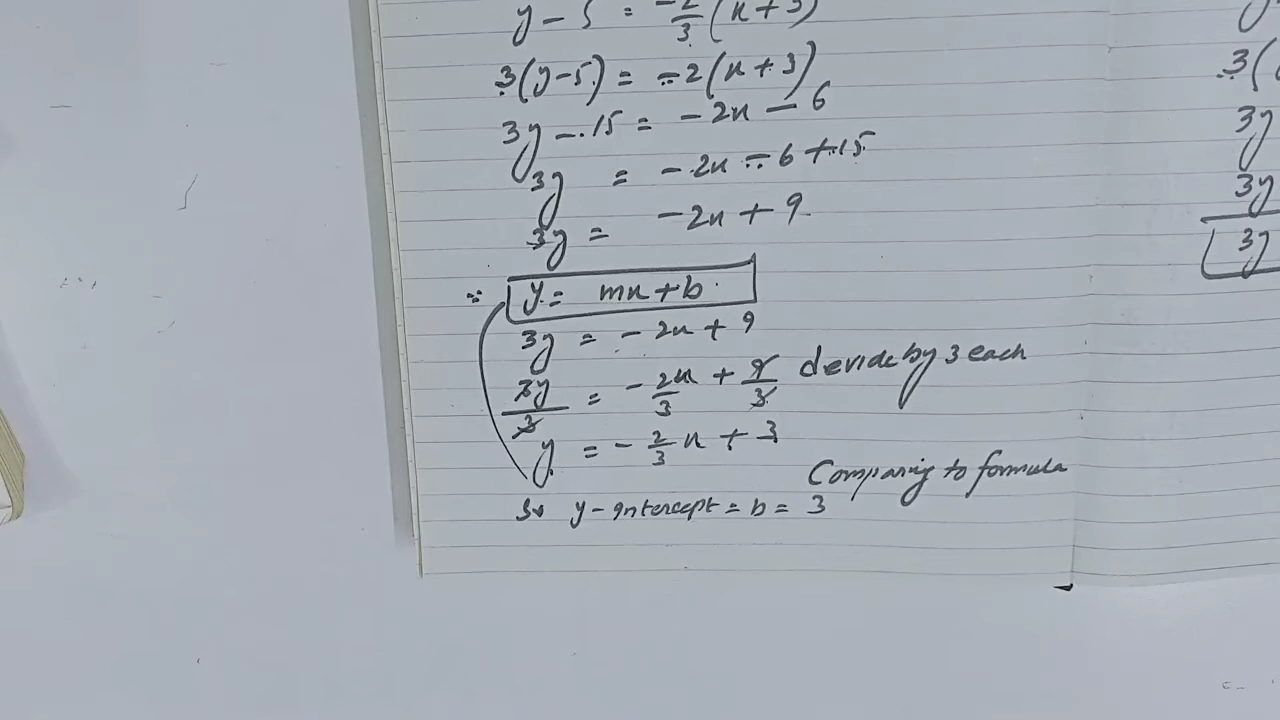 y - 5 = -2/3 (x + 3)
3(y-5) = -2(x+3)
3y - 15 = -2x - 6
3y = -2x - 6 + 15
3y = -2x + 9
∵ y = mx + b
3y = -2x + 9
3y/3 = -2x/3 + 9/3 devide by 3 each
y = -2/3 x + 3
Comparing to formula
So y-intercept = b = 3
y
3(
3y
3y
3y